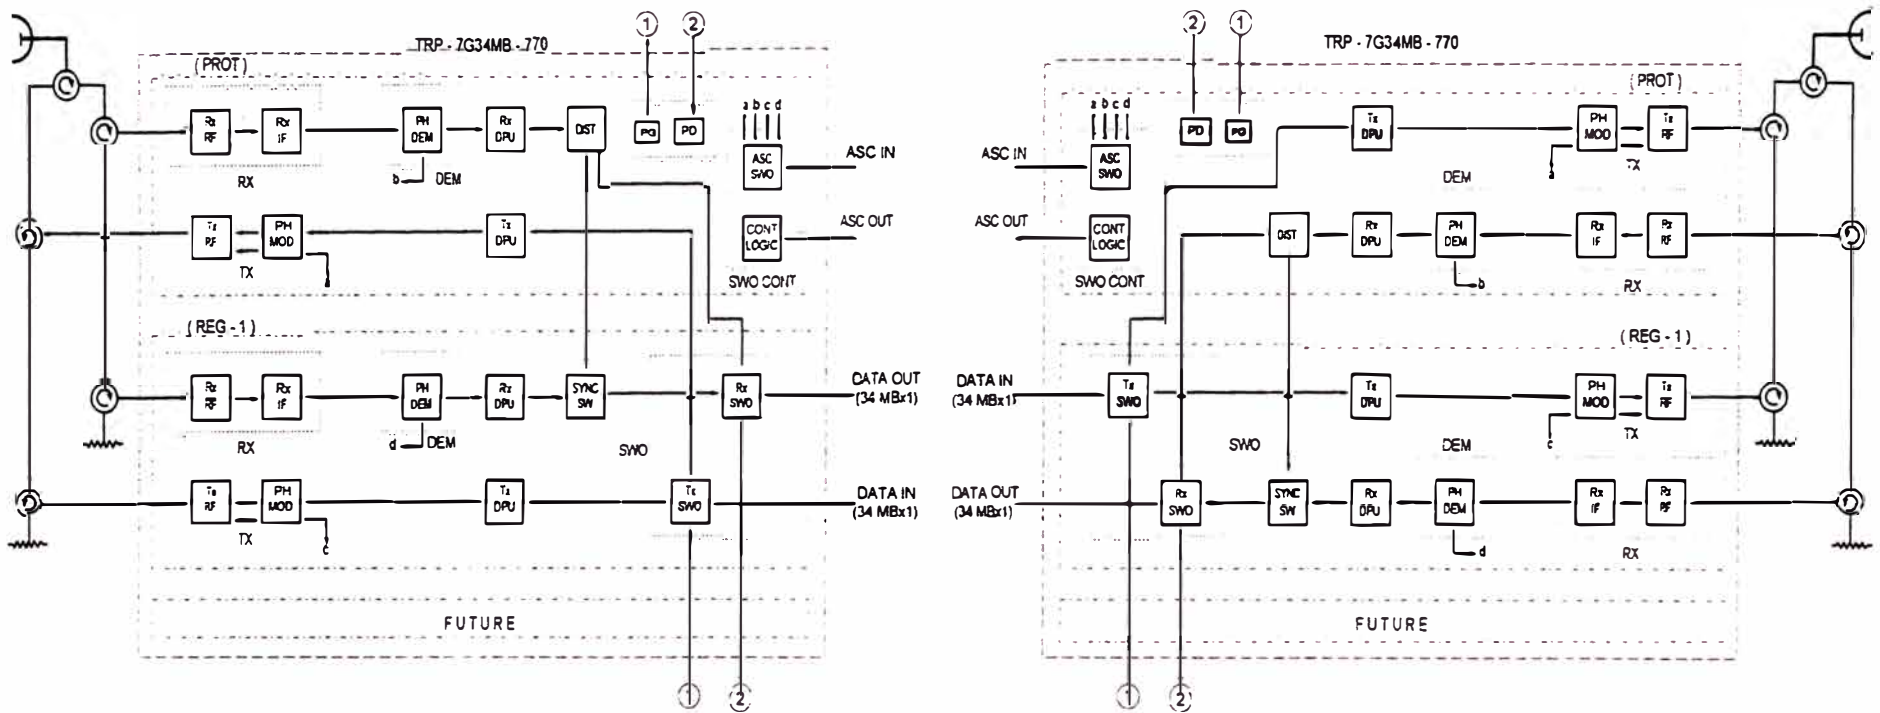 ① ② ② ①
TRP - 7G34MB - 770 TRP - 7G34MB - 770
(PROT) (PROT)
a b c d a b c d
Rx RF Rx IF PH DEM Rx DPU DIST PG PD PD PG Tx DPU PH MOD Tx RF
ASC SWO ASC IN ASC IN ASC SWO
RX b DEM DEM a TX
Tx RF PH MOD Tx DPU CONT LOGIC ASC OUT ASC OUT CONT LOGIC DIST Rx DPU PH DEM Rx IF Rx RF
TX a SWO CONT SWO CONT b RX
(REG - 1) (REG - 1)
Rx RF Rx IF PH DEM Rx DPU SYNC SW Rx SWO DATA OUT (34 MBx1) DATA IN (34 MBx1) Tx SWO Tx DPU PH MOD Tx RF
RX d DEM SWO SWO DEM c TX
Tx RF PH MOD Tx DPU Tx SWO DATA IN (34 MBx1) DATA OUT (34 MBx1) Rx SWO SYNC SW Rx DPU PH DEM Rx IF Rx RF
TX c d RX
FUTURE FUTURE
① ② ① ②